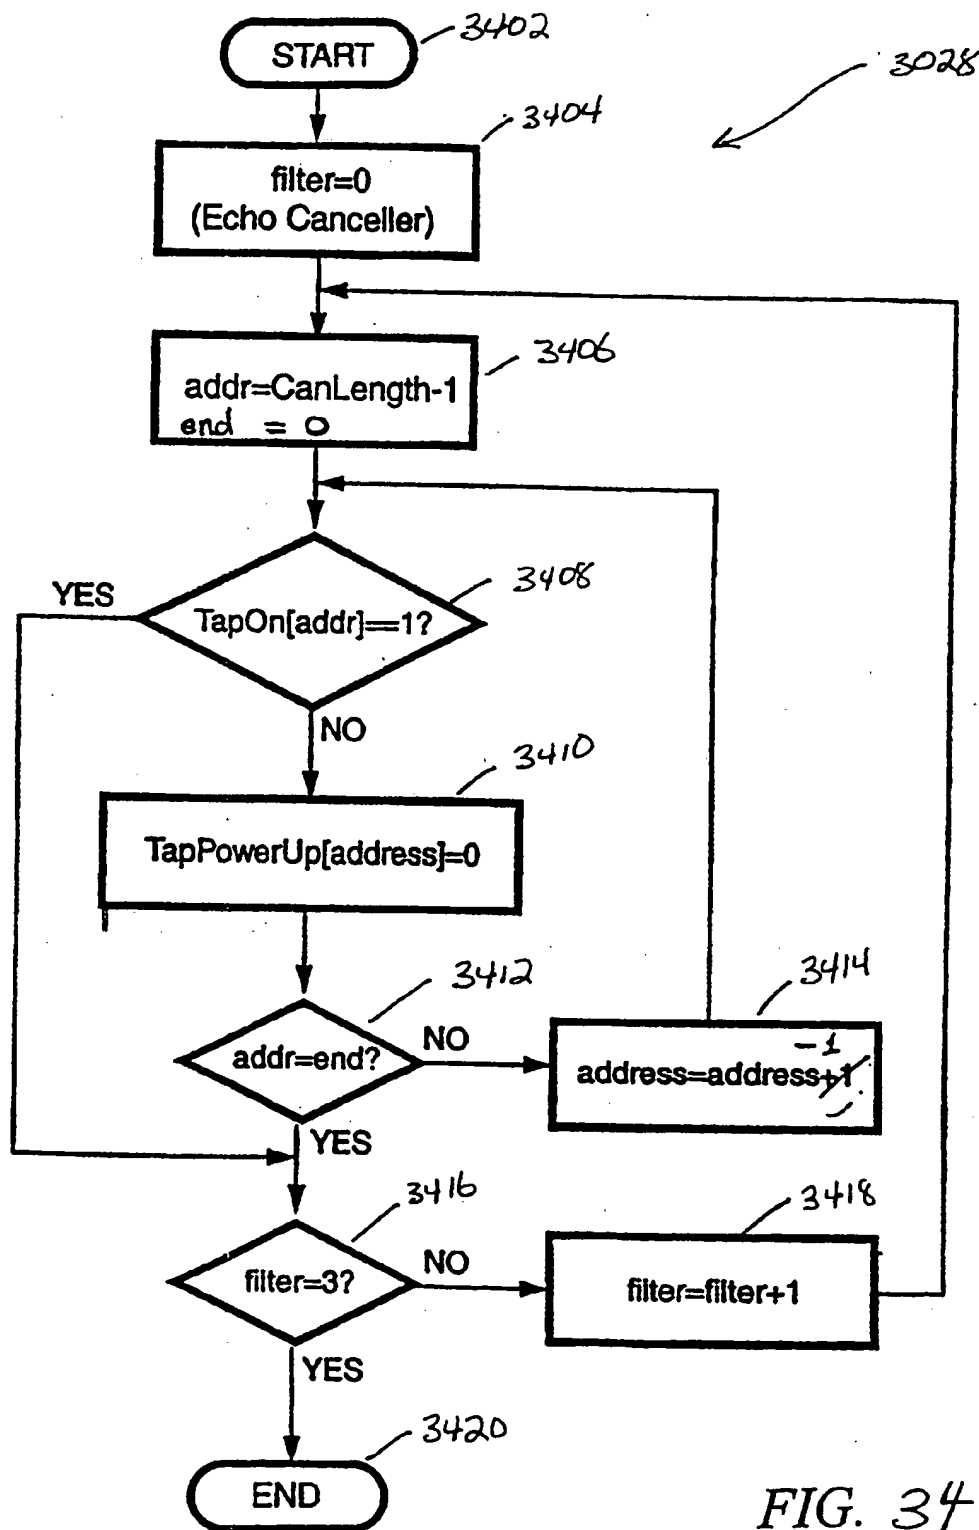 START
3402
3028
3404
filter=0
(Echo Canceller)
3406
addr=CanLength-1
end = 0
3408
YES
TapOn[addr]==1?
NO
3410
TapPowerUp[address]=0
3412
3414
addr=end?
NO
-1
address=address+1
YES
3416
3418
filter=3?
NO
filter=filter+1
YES
3420
END
FIG. 34